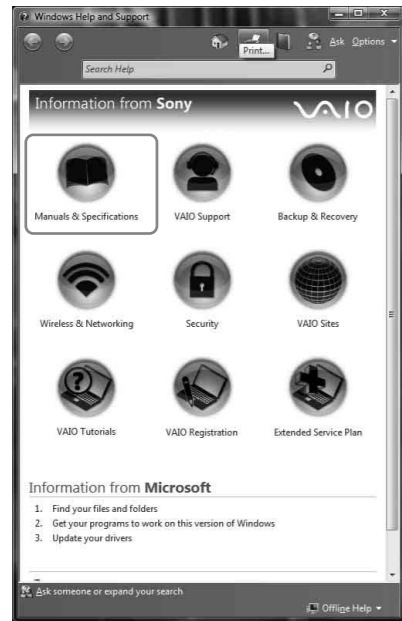 Windows Help and Support
Ask Options
Print...
Search Help
Information from Sony
VAIO
Manuals & Specifications
VAIO Support
Backup & Recovery
Wireless & Networking
Security
VAIO Sites
VAIO Tutorials
VAIO Registration
Extended Service Plan
Information from Microsoft
1. Find your files and folders
2. Get your programs to work on this version of Windows
3. Update your drivers
Ask someone or expand your search
Offline Help